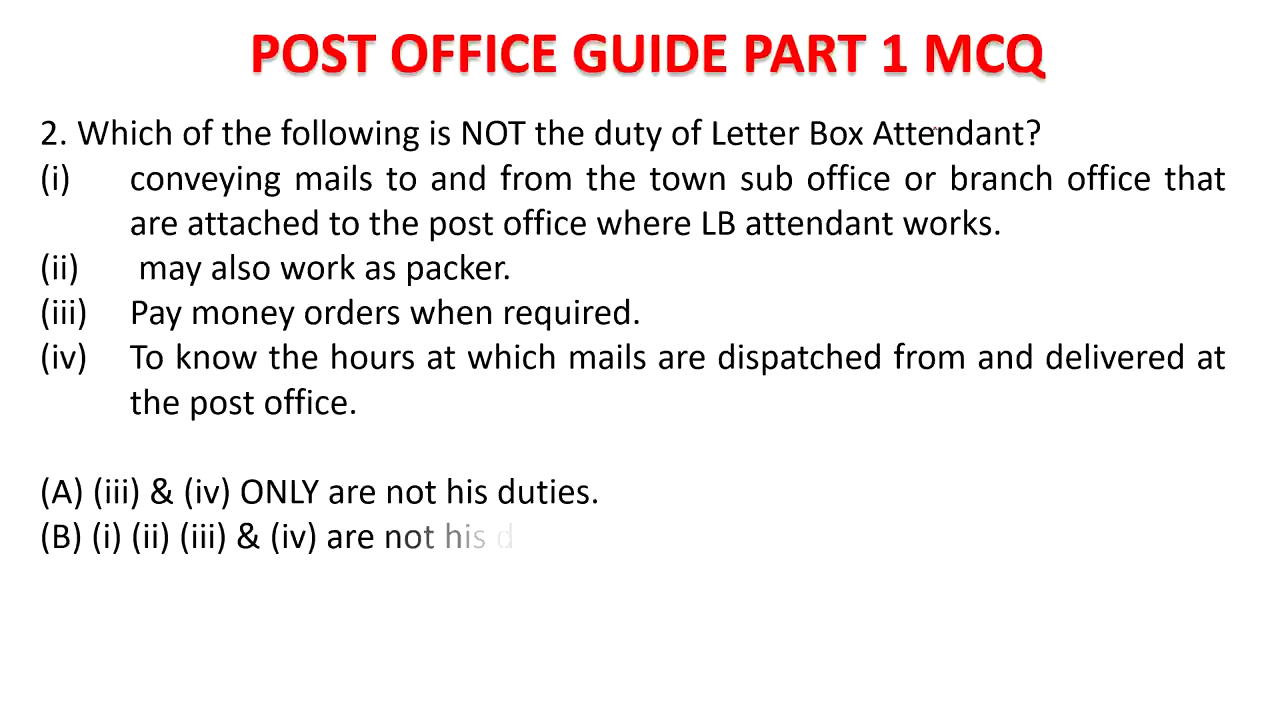 POST OFFICE GUIDE PART 1 MCQ
2. Which of the following is NOT the duty of Letter Box Attendant?
(i) conveying mails to and from the town sub office or branch office that
are attached to the post office where LB attendant works.
(ii) may also work as packer.
(iii) Pay money orders when required.
(iv) To know the hours at which mails are dispatched from and delivered at
the post office.
(A) (iii) & (iv) ONLY are not his duties.
(B) (i) (ii) (iii) & (iv) are not his d